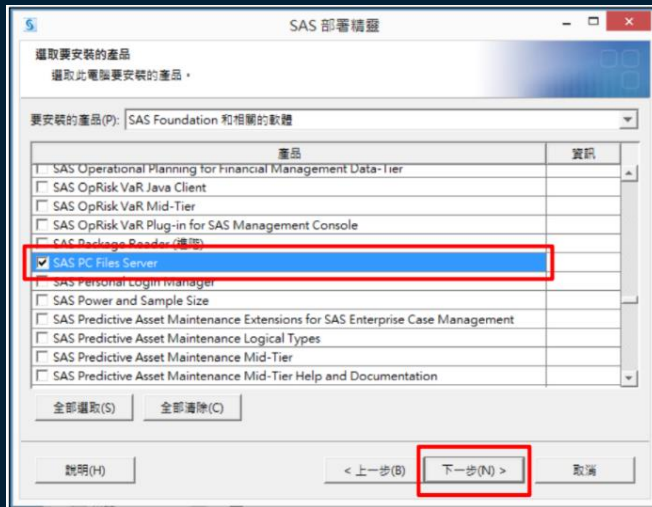 SAS 部署精靈
選取要安裝的產品
選取此電腦要安裝的產品。
要安裝的產品(P): SAS Foundation 和相關的軟體
產品 資訊
SAS Operational Planning for Financial Management Data-Tier
SAS OpRisk VaR Java Client
SAS OpRisk VaR Mid-Tier
SAS OpRisk VaR Plug-in for SAS Management Console
SAS Package Reader (進階)
SAS PC Files Server
SAS Personal Login Manager
SAS Power and Sample Size
SAS Predictive Asset Maintenance Extensions for SAS Enterprise Case Management
SAS Predictive Asset Maintenance Logical Types
SAS Predictive Asset Maintenance Mid-Tier
SAS Predictive Asset Maintenance Mid-Tier Help and Documentation
全部選取(S) 全部清除(C)
說明(H) < 上一步(B) 下一步(N) > 取消